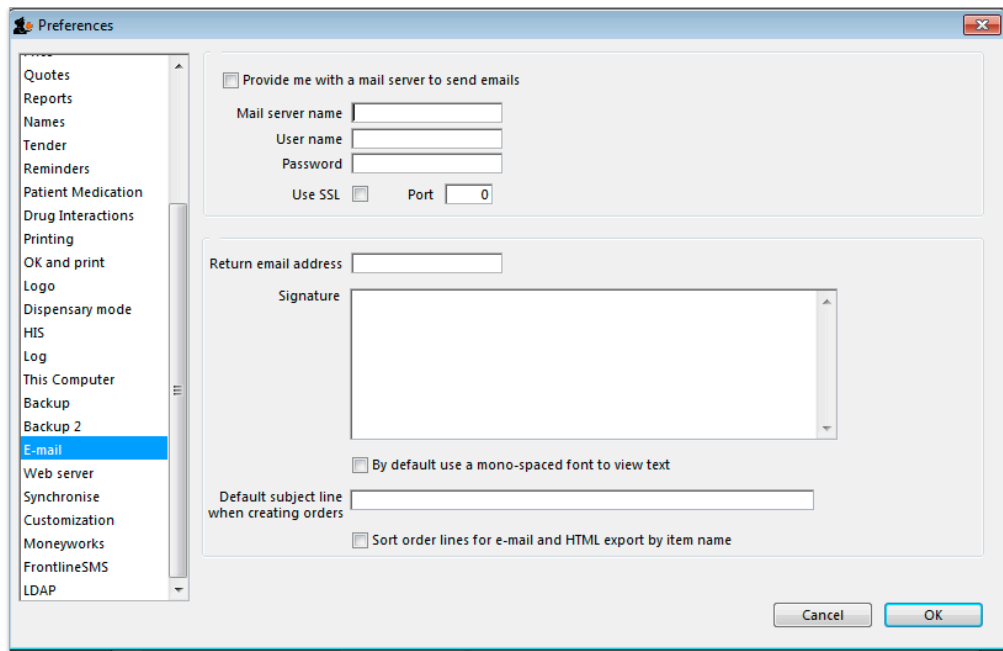 Preferences
Quotes
Reports
Names
Tender
Reminders
Patient Medication
Drug Interactions
Printing
OK and print
Logo
Dispensary mode
HIS
Log
This Computer
Backup
Backup 2
E-mail
Web server
Synchronise
Customization
Moneyworks
FrontlineSMS
LDAP
Provide me with a mail server to send emails
Mail server name
User name
Password
Use SSL Port 0
Return email address
Signature
By default use a mono-spaced font to view text
Default subject line
when creating orders
Sort order lines for e-mail and HTML export by item name
Cancel OK